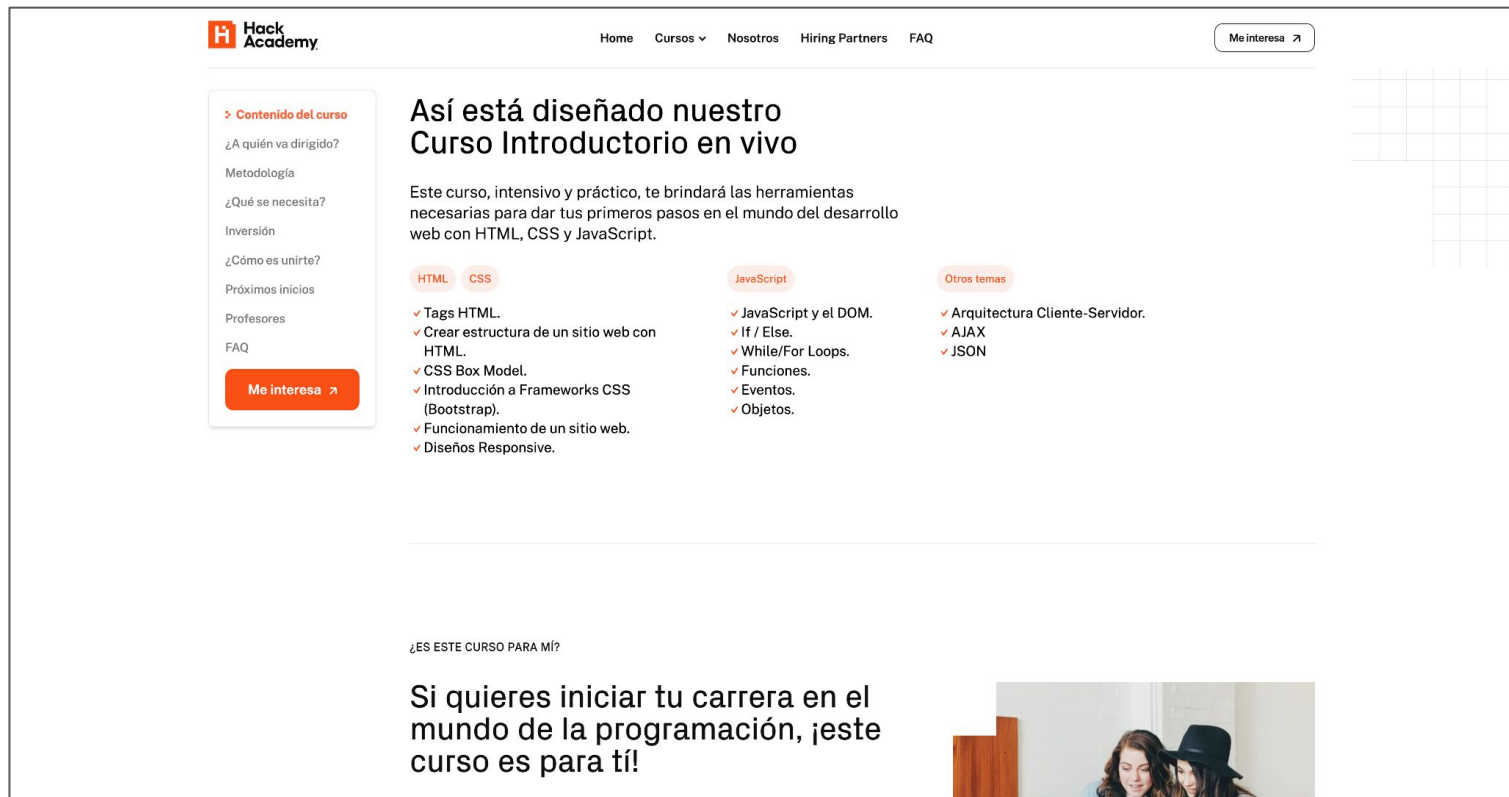 Hack
Academy
Home Cursos Nosotros Hiring Partners FAQ
Me interesa
Contenido del curso
¿A quién va dirigido?
Metodología
¿Qué se necesita?
Inversión
¿Cómo es unirte?
Próximos inicios
Profesores
FAQ
Me interesa
Así está diseñado nuestro
Curso Introductorio en vivo
Este curso, intensivo y práctico, te brindará las herramientas
necesarias para dar tus primeros pasos en el mundo del desarrollo
web con HTML, CSS y JavaScript.
HTML CSS
Tags HTML.
Crear estructura de un sitio web con
HTML.
CSS Box Model.
Introducción a Frameworks CSS
(Bootstrap).
Funcionamiento de un sitio web.
Diseños Responsive.
JavaScript
JavaScript y el DOM.
If / Else.
While/For Loops.
Funciones.
Eventos.
Objetos.
Otros temas
Arquitectura Cliente-Servidor.
AJAX
JSON
¿ES ESTE CURSO PARA MÍ?
Si quieres iniciar tu carrera en el
mundo de la programación, ¡este
curso es para tí!